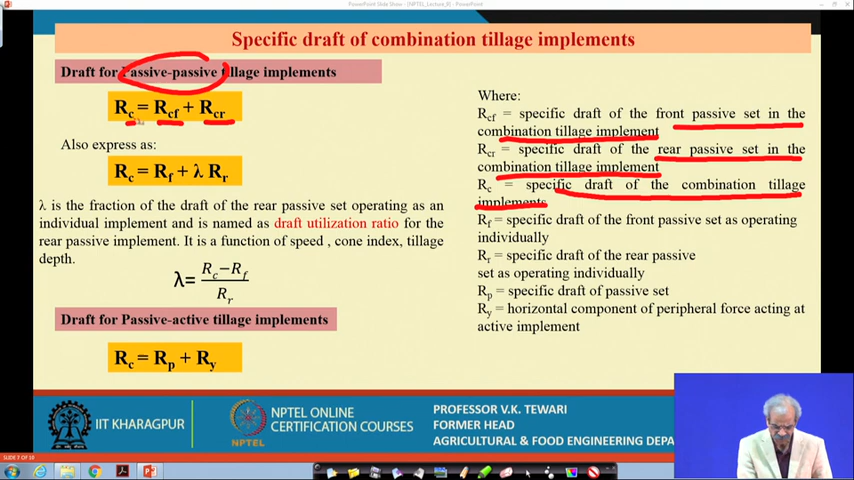 PowerPoint Slide Show - [NPTEL_Lecture_8] - PowerPoint
Specific draft of combination tillage implements
Draft for Passive-passive tillage implements
Rc = Rcf + Rcr
Also express as:
Rc = Rf + λ Rr
λ is the fraction of the draft of the rear passive set operating as an
individual implement and is named as draft utilization ratio for the
rear passive implement. It is a function of speed , cone index, tillage
depth.
λ= Rc−Rf
Rr
Draft for Passive-active tillage implements
Rc = Rp + Ry
Where:
Rcf = specific draft of the front passive set in the
combination tillage implement
Rcr = specific draft of the rear passive set in the
combination tillage implement
Rc = specific draft of the combination tillage
implements
Rf = specific draft of the front passive set as operating
individually
Rr = specific draft of the rear passive
set as operating individually
Rp = specific draft of passive set
Ry = horizontal component of peripheral force acting at
active implement
IIT KHARAGPUR
NPTEL
NPTEL ONLINE
CERTIFICATION COURSES
PROFESSOR V.K. TEWARI
FORMER HEAD
AGRICULTURAL & FOOD ENGINEERING DEPA
SLIDE 7 OF 10